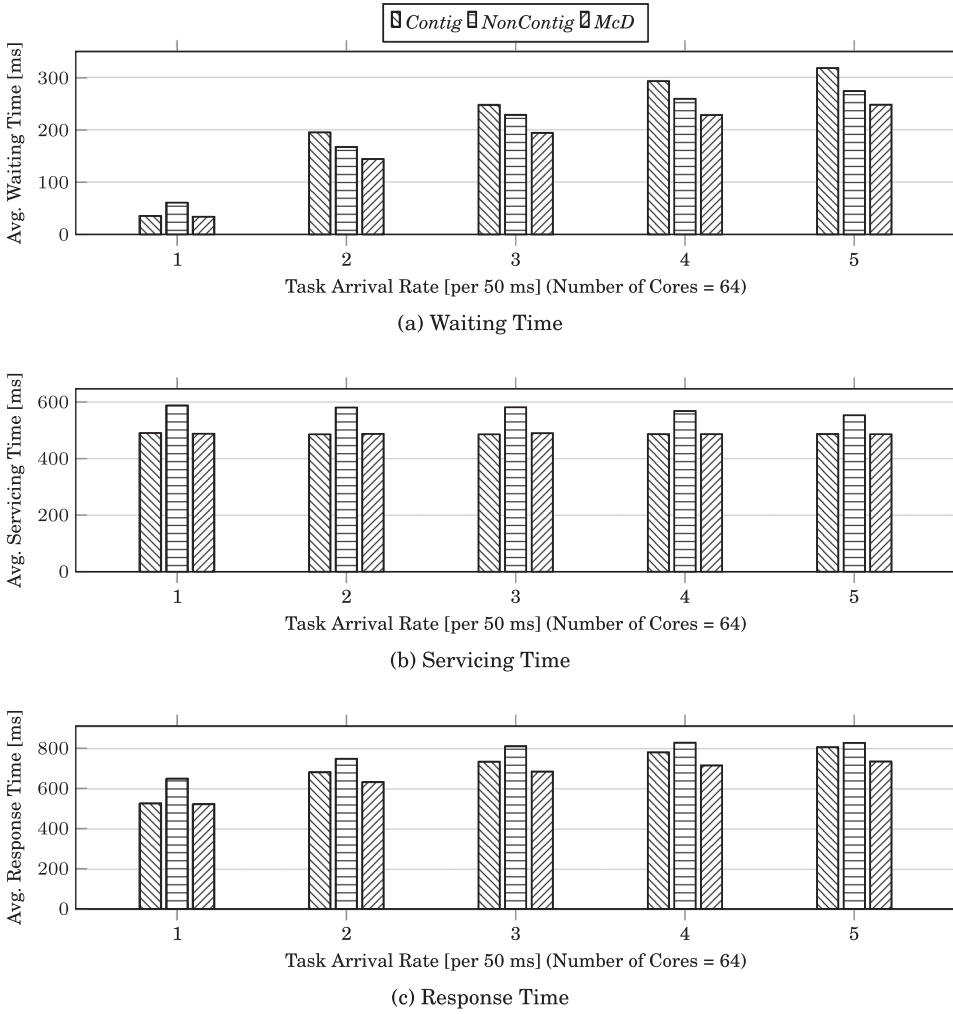 Contig NonContig McD
Avg. Waiting Time [ms]
300
200
100
0
1 2 3 4 5
Task Arrival Rate [per 50 ms] (Number of Cores = 64)
(a) Waiting Time
Avg. Servicing Time [ms]
600
400
200
0
1 2 3 4 5
Task Arrival Rate [per 50 ms] (Number of Cores = 64)
(b) Servicing Time
Avg. Response Time [ms]
800
600
400
200
0
1 2 3 4 5
Task Arrival Rate [per 50 ms] (Number of Cores = 64)
(c) Response Time